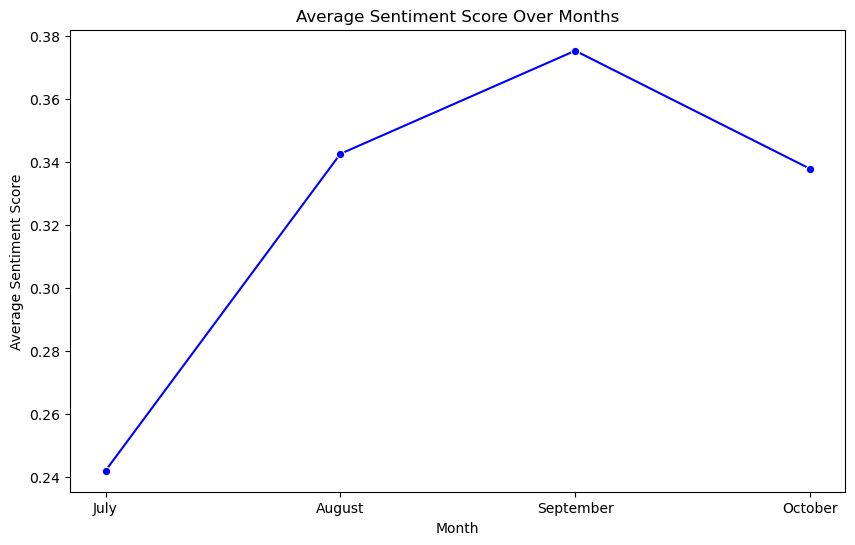 Average Sentiment Score Over Months
Average Sentiment Score
0.38
0.36
0.34
0.32
0.30
0.28
0.26
0.24
July August September October
Month